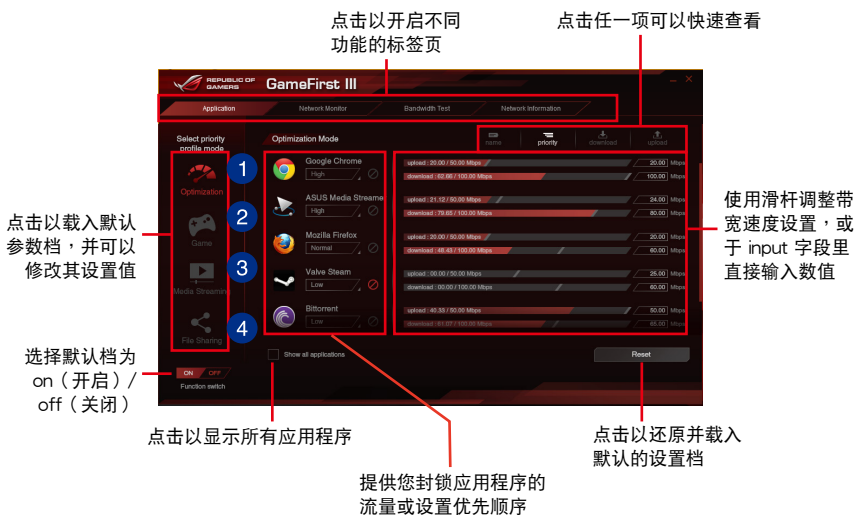 点击以开启不同
功能的标签页
点击任一项可以快速查看
REPUBLIC OF
GAMERS
GameFirst III
Application
Network Monitor
Bandwidth Test
Network Information
Select priority
profile mode
Optimization Mode
name
priority
download
upload
1
Optimization
2
Game
3
Media Streaming
4
File Sharing
Google Chrome
High
upload : 20.00 / 50.00 Mbps
20.00 Mbps
download : 62.66 / 100.00 Mbps
100.00 Mbps
ASUS Media Streame
High
upload : 21.12 / 50.00 Mbps
24.00 Mbps
download : 79.65 / 100.00 Mbps
80.00 Mbps
Mozilla Firefox
Normal
upload : 20.00 / 50.00 Mbps
20.00 Mbps
download : 48.43 / 100.00 Mbps
60.00 Mbps
Valve Steam
Low
upload : 00.00 / 50.00 Mbps
25.00 Mbps
download : 00.00 / 100.00 Mbps
60.00 Mbps
Bittorrent
Low
upload : 40.33 / 50.00 Mbps
50.00 Mbps
download : 51.07 / 100.00 Mbps
65.00 Mbps
Show all applications
Reset
ON OFF
Function switch
点击以载入默认
参数档，并可以
修改其设置值
使用滑杆调整带
宽速度设置，或
于 input 字段里
直接输入数值
选择默认档为
on（开启）/
off（关闭）
点击以显示所有应用程序
点击以还原并载入
默认的设置档
提供您封锁应用程序的
流量或设置优先顺序